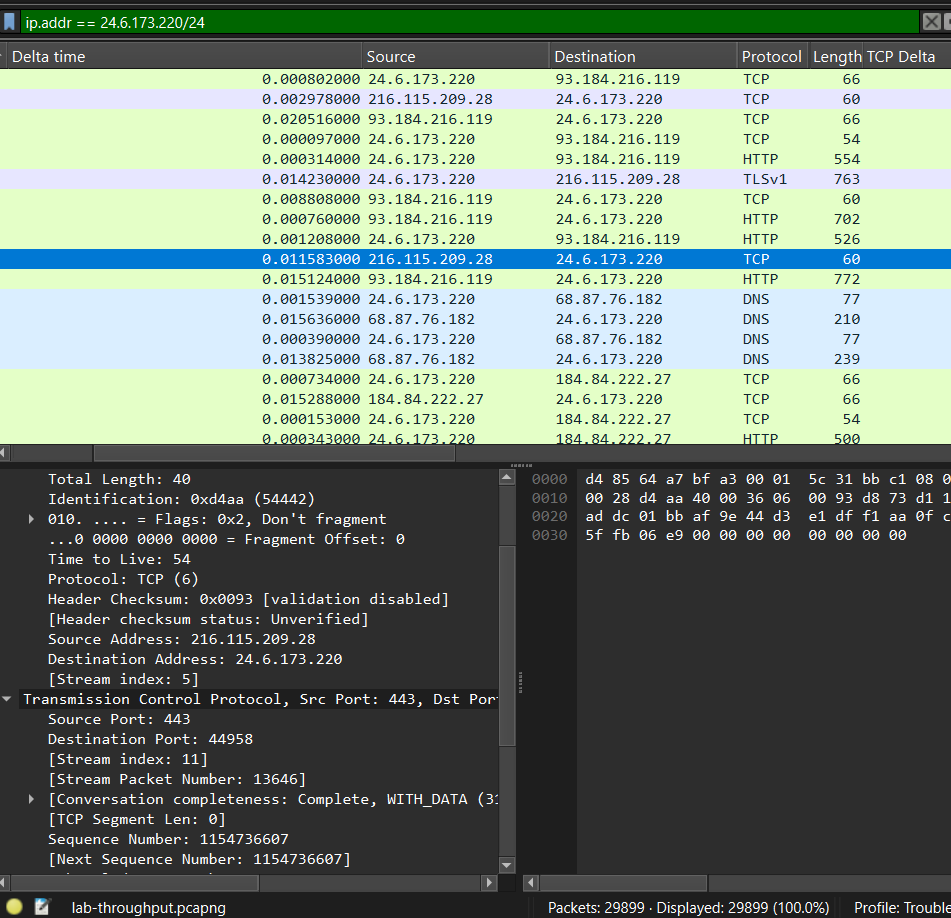 ip.addr == 24.6.173.220/24
Delta time Source Destination Protocol Length TCP Delta
0.000802000 24.6.173.220 93.184.216.119 TCP 66
0.002978000 216.115.209.28 24.6.173.220 TCP 60
0.020516000 93.184.216.119 24.6.173.220 TCP 66
0.000097000 24.6.173.220 93.184.216.119 TCP 54
0.000314000 24.6.173.220 93.184.216.119 HTTP 554
0.014230000 24.6.173.220 216.115.209.28 TLSv1 763
0.008808000 93.184.216.119 24.6.173.220 TCP 60
0.000760000 93.184.216.119 24.6.173.220 HTTP 702
0.001208000 24.6.173.220 93.184.216.119 HTTP 526
0.011583000 216.115.209.28 24.6.173.220 TCP 60
0.015124000 93.184.216.119 24.6.173.220 HTTP 772
0.001539000 24.6.173.220 68.87.76.182 DNS 77
0.015636000 68.87.76.182 24.6.173.220 DNS 210
0.000390000 24.6.173.220 68.87.76.182 DNS 77
0.013825000 68.87.76.182 24.6.173.220 DNS 239
0.000734000 24.6.173.220 184.84.222.27 TCP 66
0.015288000 184.84.222.27 24.6.173.220 TCP 66
0.000153000 24.6.173.220 184.84.222.27 TCP 54
0.000343000 24.6.173.220 184.84.222.27 HTTP 500
Total Length: 40
Identification: 0xd4aa (54442)
010. .... = Flags: 0x2, Don't fragment
...0 0000 0000 0000 = Fragment Offset: 0
Time to Live: 54
Protocol: TCP (6)
Header Checksum: 0x0093 [validation disabled]
[Header checksum status: Unverified]
Source Address: 216.115.209.28
Destination Address: 24.6.173.220
[Stream index: 5]
Transmission Control Protocol, Src Port: 443, Dst Por
Source Port: 443
Destination Port: 44958
[Stream index: 11]
[Stream Packet Number: 13646]
[Conversation completeness: Complete, WITH_DATA (31
[TCP Segment Len: 0]
Sequence Number: 1154736607
[Next Sequence Number: 1154736607]
0000 d4 85 64 a7 bf a3 00 01 5c 31 bb c1 08 0
0010 00 28 d4 aa 40 00 36 06 00 93 d8 73 d1 1
0020 ad dc 01 bb af 9e 44 d3 e1 df f1 aa 0f c
0030 5f fb 06 e9 00 00 00 00 00 00 00 00
lab-throughput.pcapng Packets: 29899 · Displayed: 29899 (100.0%) Profile: Trouble